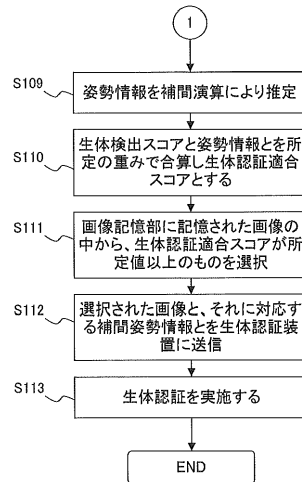 1
S109
姿勢情報を補間演算により推定
S110
生体検出スコアと姿勢情報とを所
定の重みで合算し生体認証適合
スコアとする
S111
画像記憶部に記憶された画像の
中から、生体認証適合スコアが所
定値以上のものを選択
S112
選択された画像と、それに対応す
る補間姿勢情報とを生体認証装
置に送信
S113
生体認証を実施する
END